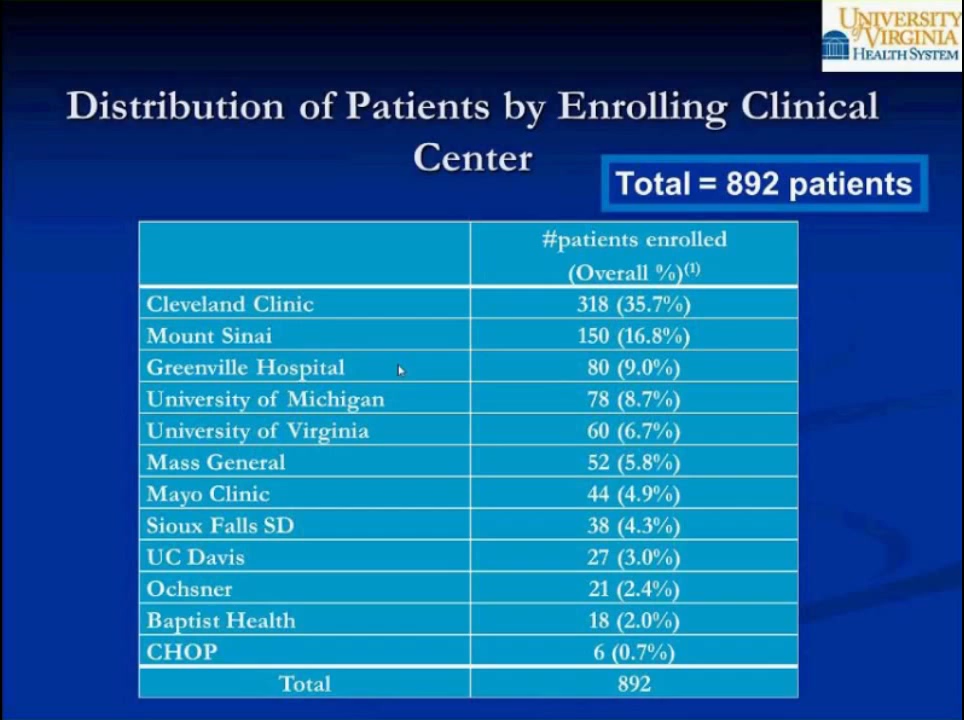 UNIVERSITY
of VIRGINIA
HEALTH SYSTEM
Distribution of Patients by Enrolling Clinical
Center
Total = 892 patients
#patients enrolled
(Overall %)(1)
Cleveland Clinic 318 (35.7%)
Mount Sinai 150 (16.8%)
Greenville Hospital 80 (9.0%)
University of Michigan 78 (8.7%)
University of Virginia 60 (6.7%)
Mass General 52 (5.8%)
Mayo Clinic 44 (4.9%)
Sioux Falls SD 38 (4.3%)
UC Davis 27 (3.0%)
Ochsner 21 (2.4%)
Baptist Health 18 (2.0%)
CHOP 6 (0.7%)
Total 892